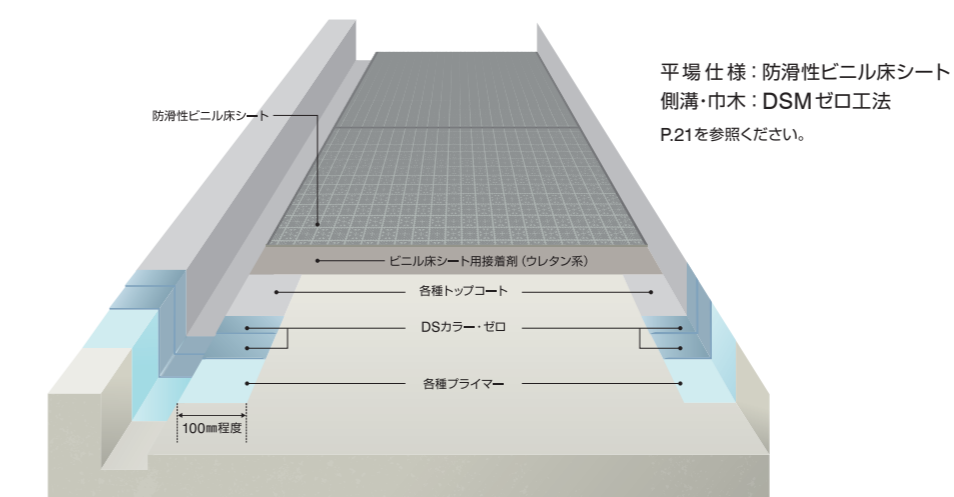 平場仕様：防滑性ビニル床シート
側溝・巾木：DSMゼロ工法
P.21を参照ください。
防滑性ビニル床シート
ビニル床シート用接着剤（ウレタン系）
各種トップコート
DSカラー・ゼロ
各種プライマー
100㎜程度